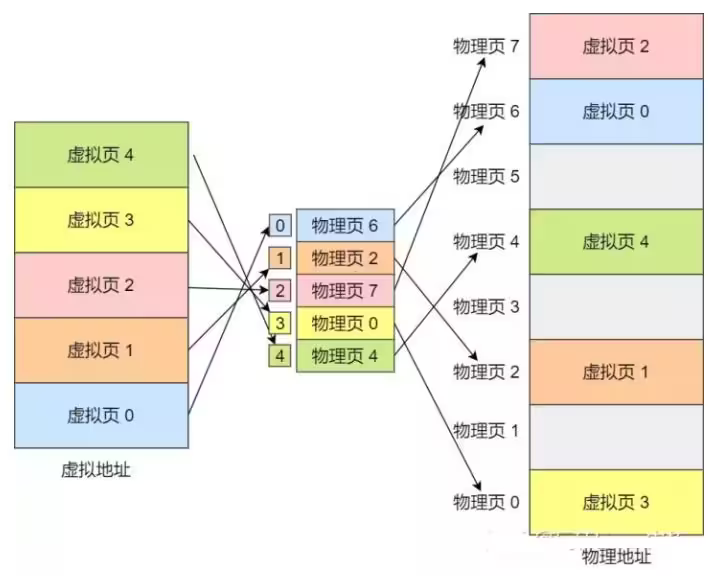 虚拟页 4
虚拟页 3
虚拟页 2
虚拟页 1
虚拟页 0
虚拟地址
0 物理页 6
1 物理页 2
2 物理页 7
3 物理页 0
4 物理页 4
物理页 7 虚拟页 2
物理页 6 虚拟页 0
物理页 5
物理页 4 虚拟页 4
物理页 3
物理页 2 虚拟页 1
物理页 1
物理页 0 虚拟页 3
物理地址